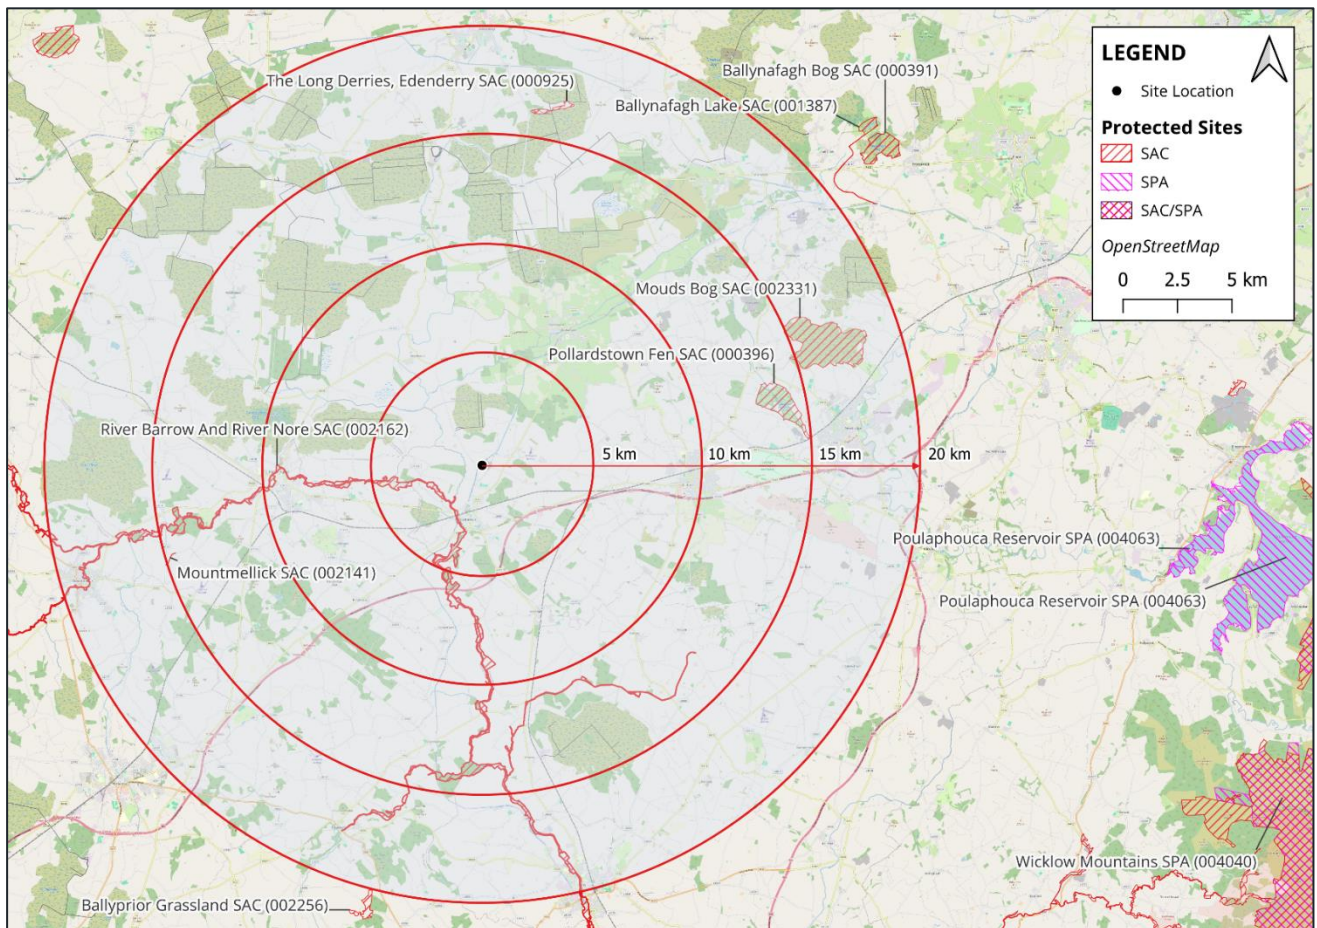 LEGEND
Site Location
Protected Sites
SAC
SPA
SAC/SPA
OpenStreetMap
0 2.5 5 km
Ballynafagh Bog SAC (000391)
The Long Derries, Edenderry SAC (000925)
Ballynafagh Lake SAC (001387)
Mouds Bog SAC (002331)
Pollardstown Fen SAC (000396)
River Barrow And River Nore SAC (002162)
5 km
10 km
15 km
20 km
Poulaphouca Reservoir SPA (004063)
Mountmellick SAC (002141)
Poulaphouca Reservoir SPA (004063)
Wicklow Mountains SPA (004040)
Ballyprior Grassland SAC (002256)